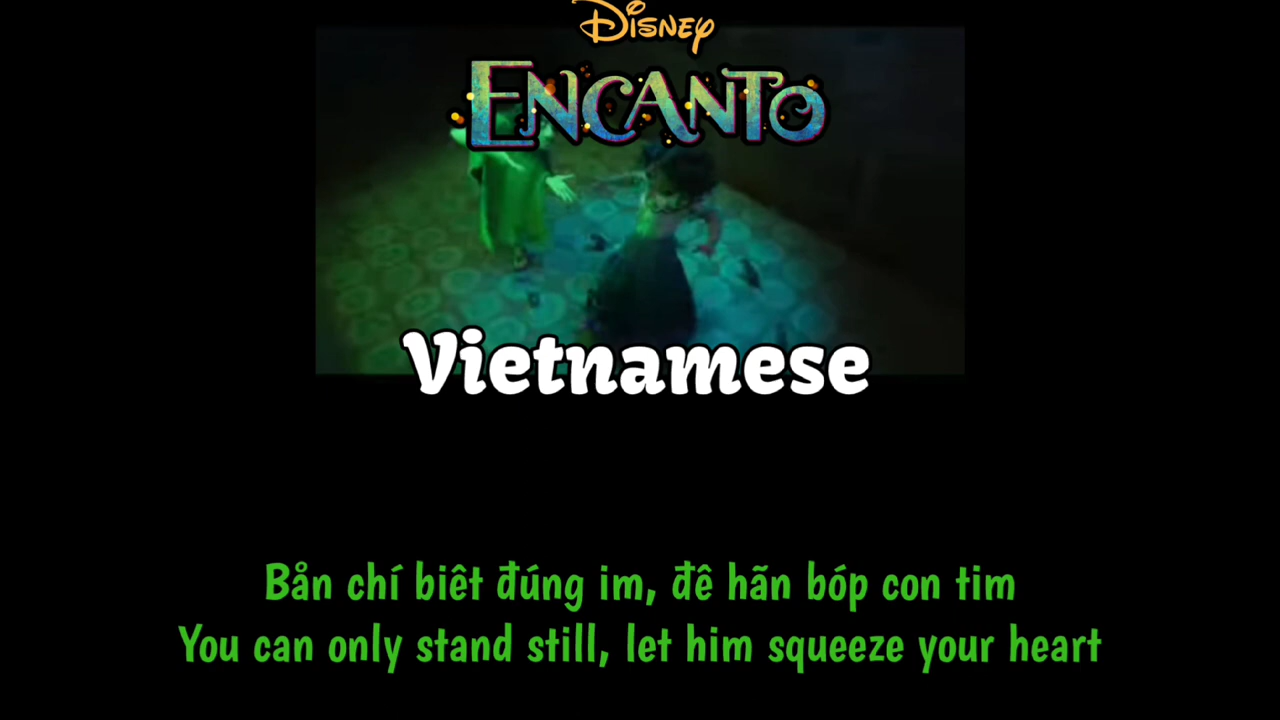 Disney
ENCANTO
Vietnamese
Bản chí biêt đúng im, đê hãn bóp con tim
You can only stand still, let him squeeze your heart